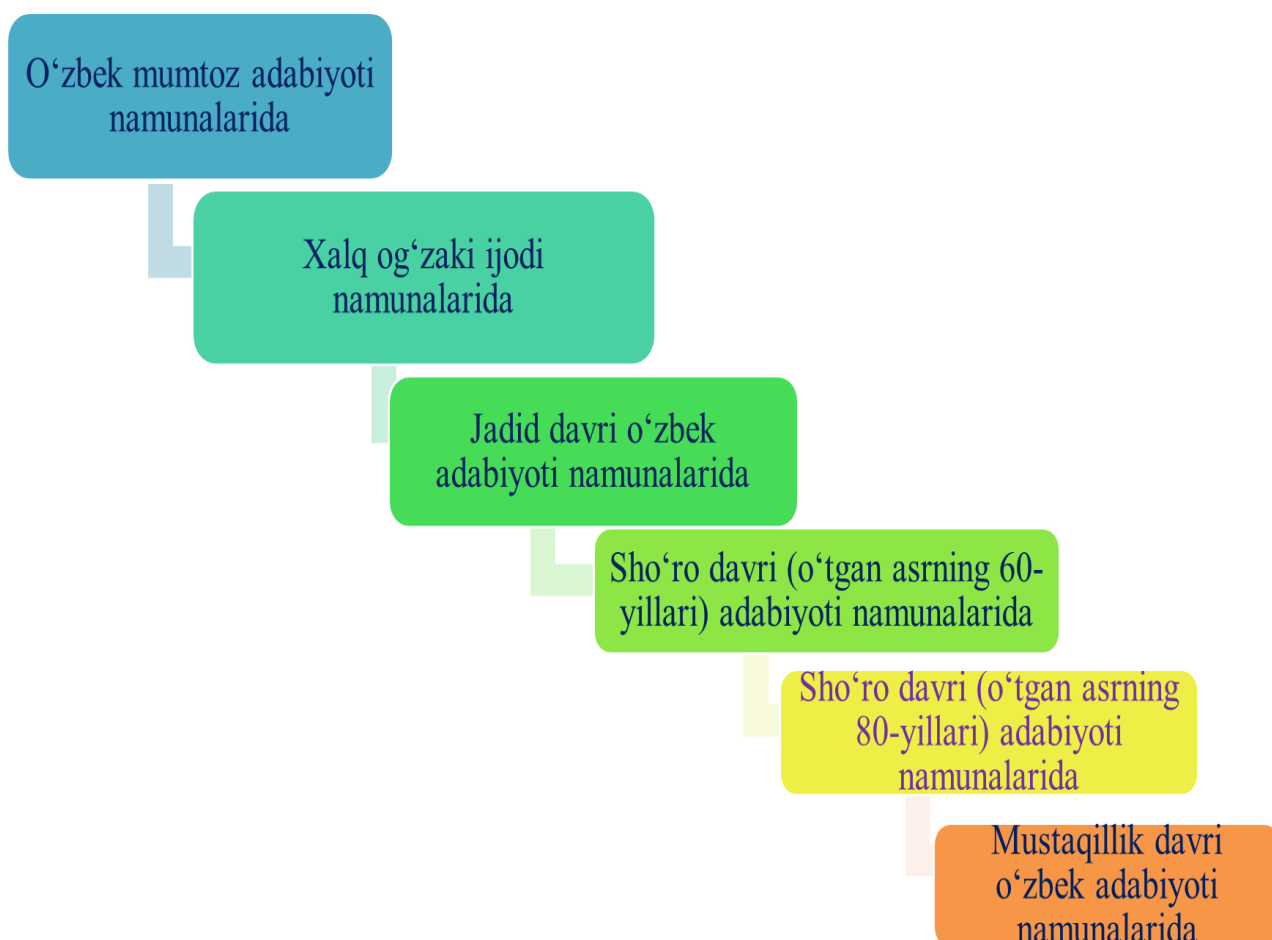 O‘zbek mumtoz adabiyoti
namunalarida
Xalq og‘zaki ijodi
namunalarida
Jadid davri o‘zbek
adabiyoti namunalarida
Sho‘ro davri (o‘tgan asrning 60-
yillari) adabiyoti namunalarida
Sho‘ro davri (o‘tgan asrning
80-yillari) adabiyoti
namunalarida
Mustaqillik davri
o‘zbek adabiyoti
namunalarida